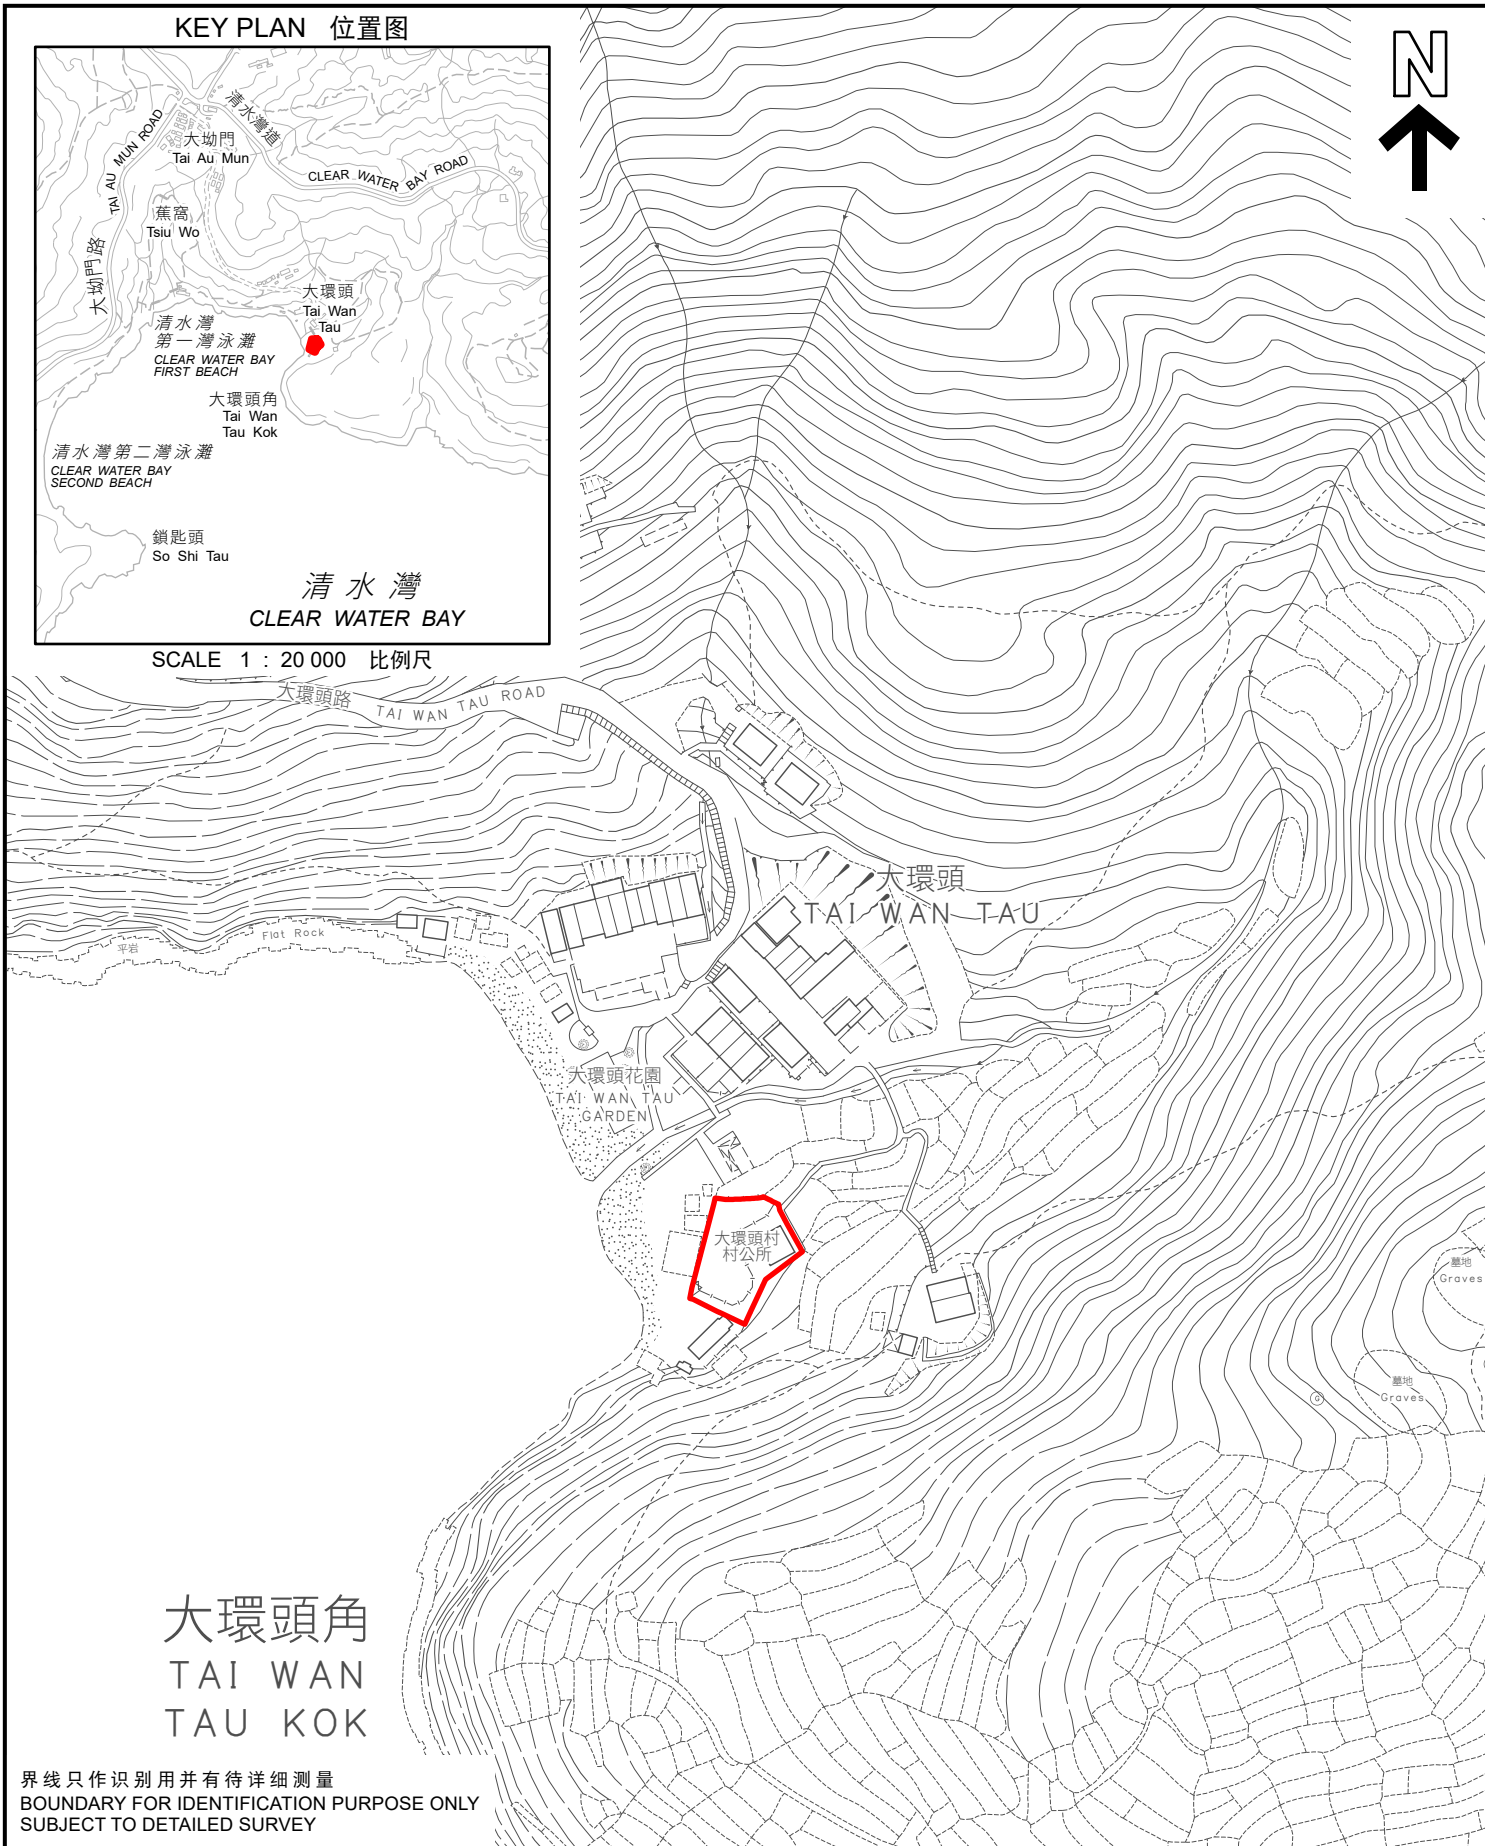 KEY PLAN 位置图
清水灣道
大坳門
Tai Au Mun
TAI AU MUN ROAD
大坳門路
CLEAR WATER BAY ROAD
蕉窩
Tsiu Wo
大環頭
Tai Wan
Tau
清水灣
第一灣泳灘
CLEAR WATER BAY
FIRST BEACH
大環頭角
Tai Wan
Tau Kok
清水灣第二灣泳灘
CLEAR WATER BAY
SECOND BEACH
鎖匙頭
So Shi Tau
清水灣
CLEAR WATER BAY
SCALE 1 : 20 000 比例尺
N
大環頭路 TAI WAN TAU ROAD
大環頭
TAI WAN TAU
平岩
Flat Rock
大環頭花園
TAI WAN TAU
GARDEN
大環頭村
村公所
墓地
Graves
墓地
Graves
G
大環頭角
TAI WAN
TAU KOK
界线只作识别用并有待详细测量
BOUNDARY FOR IDENTIFICATION PURPOSE ONLY
SUBJECT TO DETAILED SURVEY